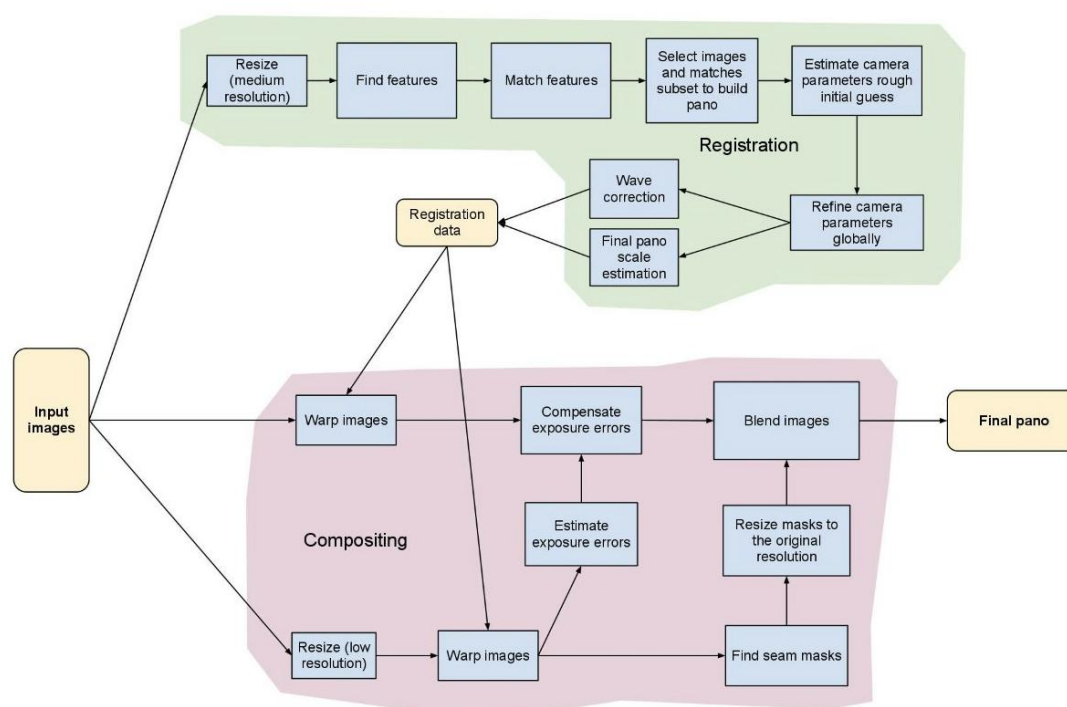 Resize
(medium
resolution)
Find features
Match features
Select images
and matches
subset to build
pano
Estimate camera
parameters rough
initial guess
Registration
Wave
correction
Refine camera
parameters
globally
Registration
data
Final pano
scale
estimation
Input
images
Warp images
Compensate
exposure errors
Blend images
Final pano
Compositing
Estimate
exposure errors
Resize masks to
the original
resolution
Resize (low
resolution)
Warp images
Find seam masks